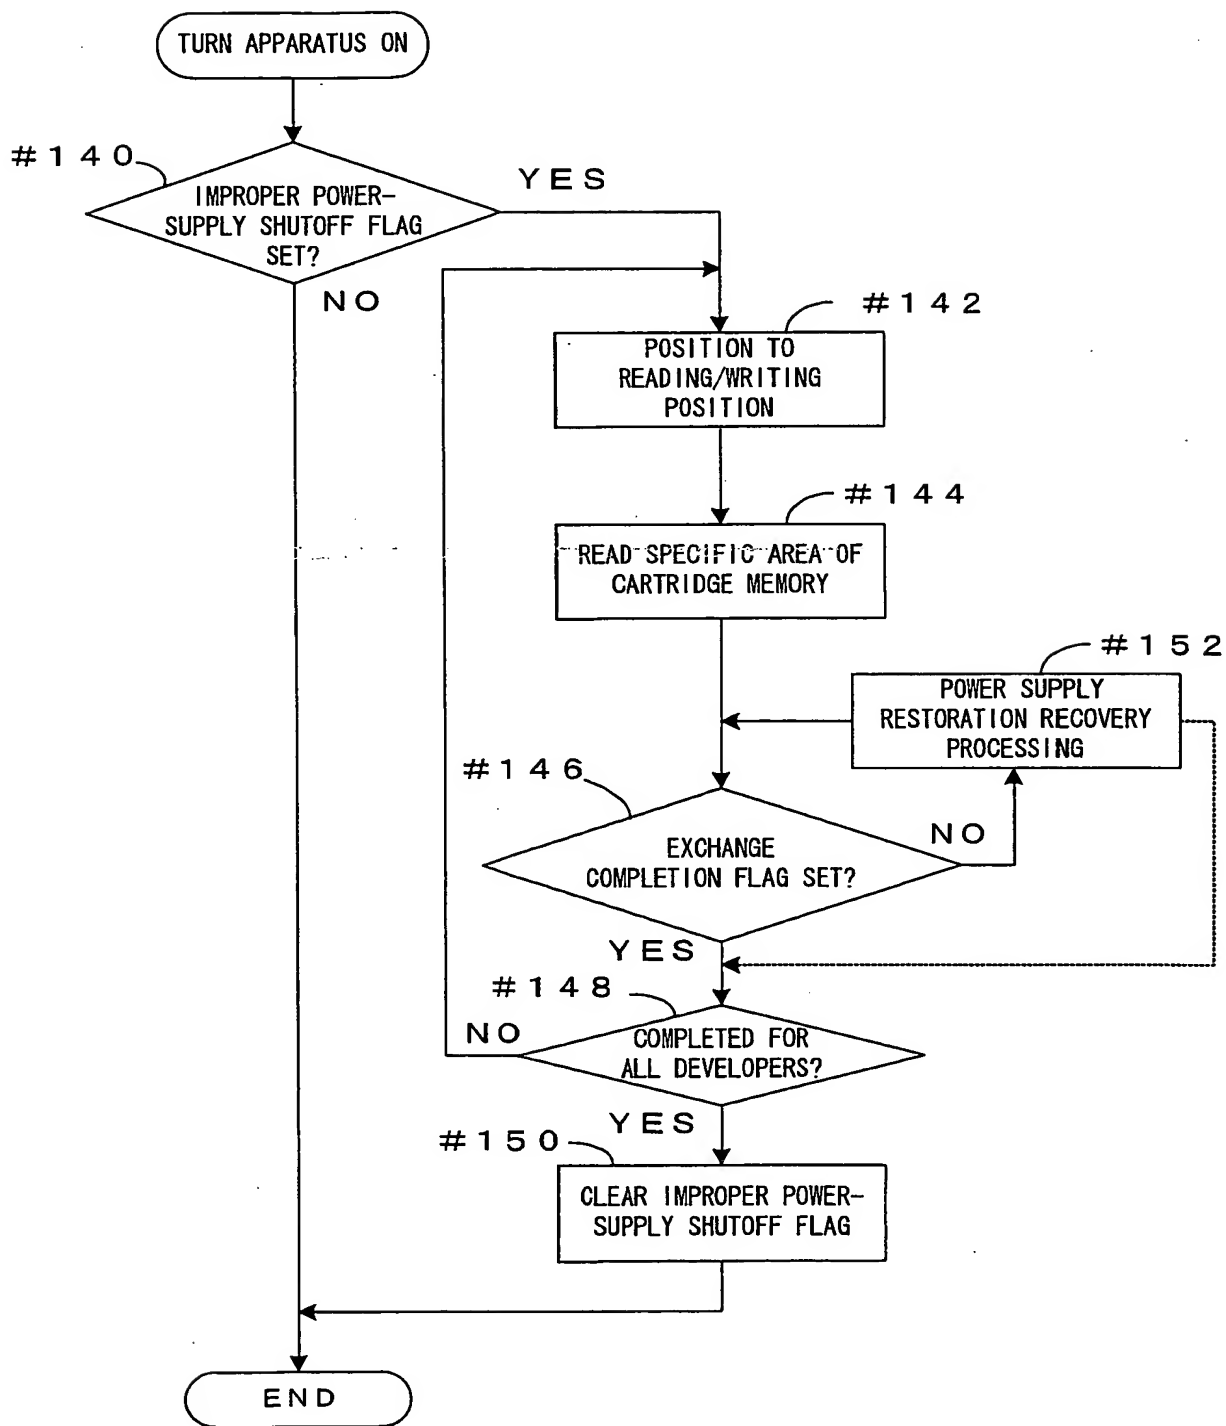 TURN APPARATUS ON
#140
IMPROPER POWER-
SUPPLY SHUTOFF FLAG
SET?
YES
NO
#142
POSITION TO
READING/WRITING
POSITION
#144
READ SPECIFIC AREA OF
CARTRIDGE MEMORY
#152
POWER SUPPLY
RESTORATION RECOVERY
PROCESSING
#146
EXCHANGE
COMPLETION FLAG SET?
NO
YES
#148
COMPLETED FOR
ALL DEVELOPERS?
NO
YES
#150
CLEAR IMPROPER POWER-
SUPPLY SHUTOFF FLAG
END